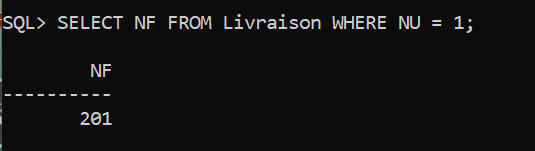 SQL> SELECT NF FROM Livraison WHERE NU = 1;
NF
----------
201